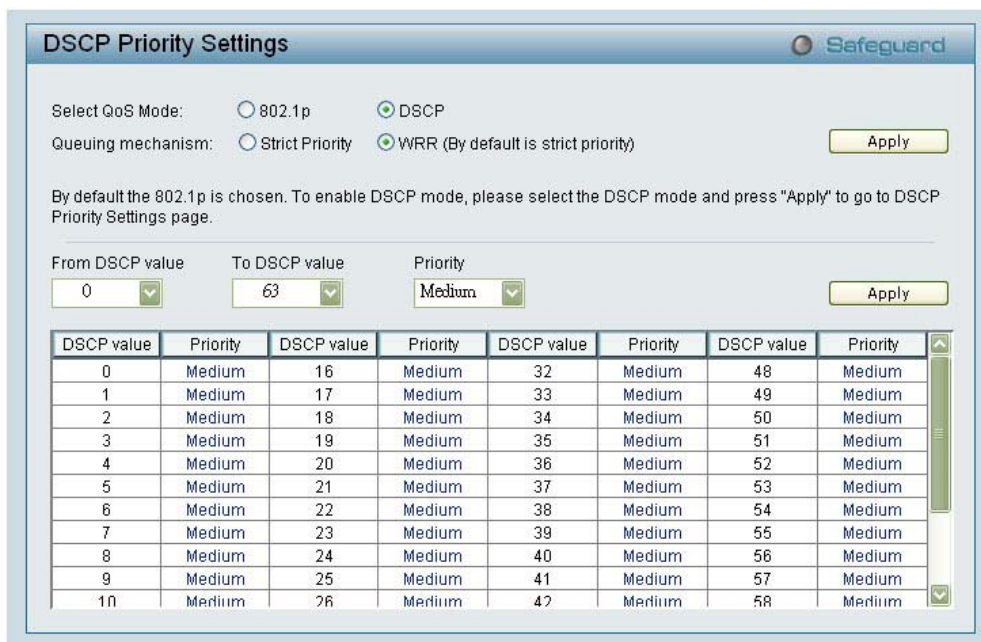 DSCP Priority Settings Safeguard
Select QoS Mode: 802.1p DSCP
Queuing mechanism: Strict Priority WRR (By default is strict priority) Apply
By default the 802.1p is chosen. To enable DSCP mode, please select the DSCP mode and press "Apply" to go to DSCP
Priority Settings page.
From DSCP value To DSCP value Priority
0 63 Medium Apply
DSCP value Priority DSCP value Priority DSCP value Priority DSCP value Priority
0 Medium 16 Medium 32 Medium 48 Medium
1 Medium 17 Medium 33 Medium 49 Medium
2 Medium 18 Medium 34 Medium 50 Medium
3 Medium 19 Medium 35 Medium 51 Medium
4 Medium 20 Medium 36 Medium 52 Medium
5 Medium 21 Medium 37 Medium 53 Medium
6 Medium 22 Medium 38 Medium 54 Medium
7 Medium 23 Medium 39 Medium 55 Medium
8 Medium 24 Medium 40 Medium 56 Medium
9 Medium 25 Medium 41 Medium 57 Medium
10 Medium 26 Medium 42 Medium 58 Medium